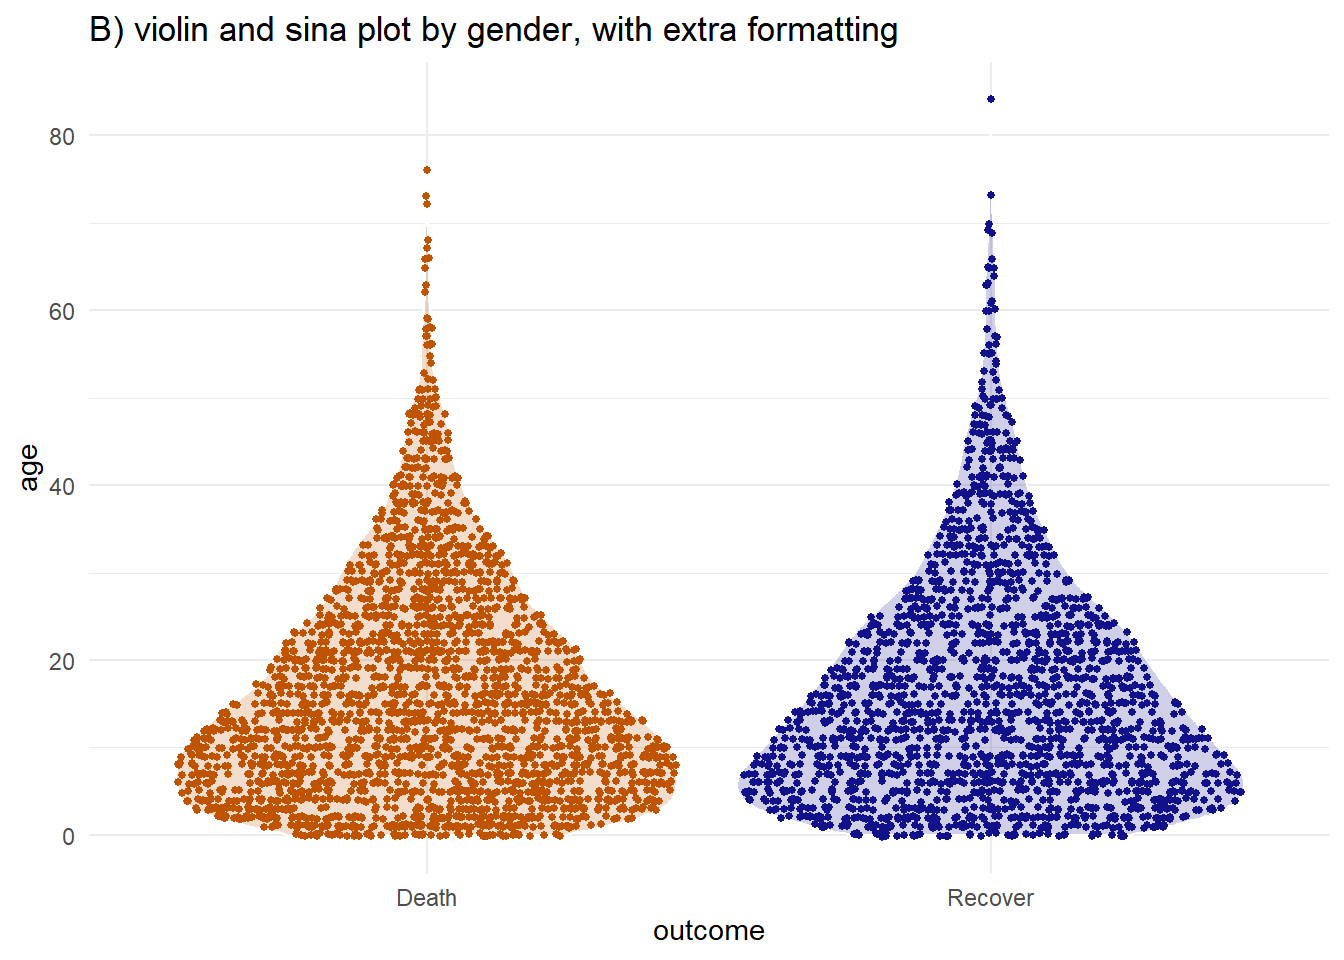 B) violin and sina plot by gender, with extra formatting
80
60
40
20
0
age
Death
Recover
outcome